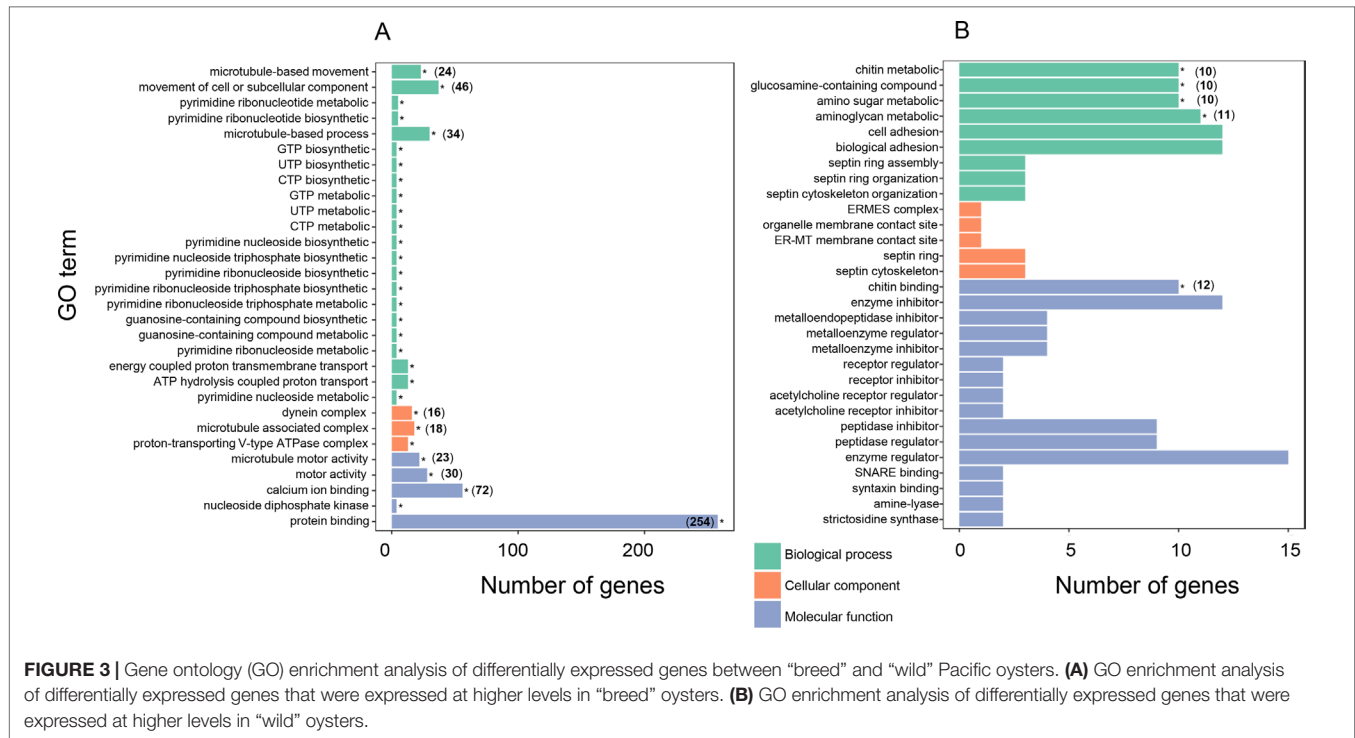 A
GO term
microtubule-based movement * (24)
movement of cell or subcellular component * (46)
pyrimidine ribonucleotide metabolic *
pyrimidine ribonucleotide biosynthetic *
microtubule-based process * (34)
GTP biosynthetic *
UTP biosynthetic *
CTP biosynthetic *
GTP metabolic *
UTP metabolic *
CTP metabolic *
pyrimidine nucleoside biosynthetic *
pyrimidine nucleoside triphosphate biosynthetic *
pyrimidine ribonucleoside biosynthetic *
pyrimidine ribonucleoside triphosphate biosynthetic *
pyrimidine ribonucleoside triphosphate metabolic *
guanosine-containing compound biosynthetic *
guanosine-containing compound metabolic *
pyrimidine ribonucleoside metabolic *
energy coupled proton transmembrane transport *
ATP hydrolysis coupled proton transport *
pyrimidine nucleoside metabolic *
dynein complex * (16)
microtubule associated complex * (18)
proton-transporting V-type ATPase complex *
microtubule motor activity * (23)
motor activity * (30)
calcium ion binding * (72)
nucleoside diphosphate kinase *
protein binding (254) *
0 100 200
Number of genes
B
chitin metabolic * (10)
glucosamine-containing compound * (10)
amino sugar metabolic * (10)
aminoglycan metabolic * (11)
cell adhesion
biological adhesion
septin ring assembly
septin ring organization
septin cytoskeleton organization
ERMES complex
organelle membrane contact site
ER-MT membrane contact site
septin ring
septin cytoskeleton
chitin binding * (12)
enzyme inhibitor
metalloendopeptidase inhibitor
metalloenzyme regulator
metalloenzyme inhibitor
receptor regulator
receptor inhibitor
acetylcholine receptor regulator
acetylcholine receptor inhibitor
peptidase inhibitor
peptidase regulator
enzyme regulator
SNARE binding
syntaxin binding
amine-lyase
strictosidine synthase
0 5 10 15
Number of genes
Biological process
Cellular component
Molecular function
FIGURE 3 | Gene ontology (GO) enrichment analysis of differentially expressed genes between “breed” and “wild” Pacific oysters. (A) GO enrichment analysis
of differentially expressed genes that were expressed at higher levels in “breed” oysters. (B) GO enrichment analysis of differentially expressed genes that were
expressed at higher levels in “wild” oysters.